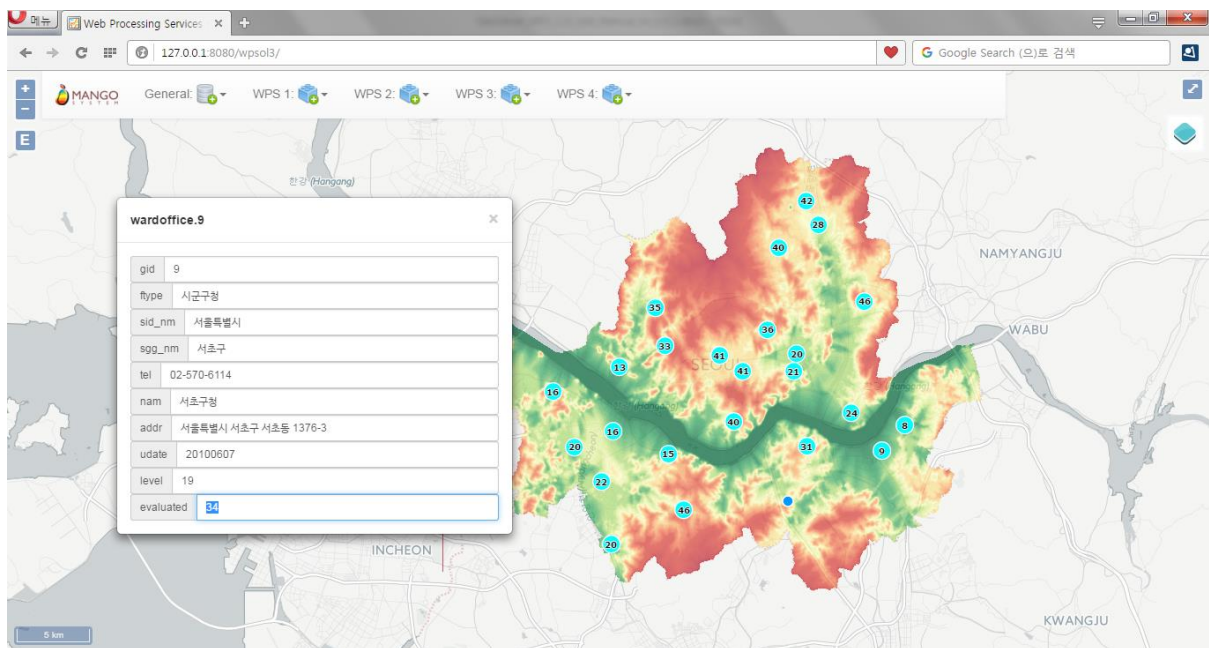 메뉴
Web Processing Services
127.0.0.1:8080/wpsol3/
Google Search (으)로 검색
MANGO
SYSTEM
General:
WPS 1:
WPS 2:
WPS 3:
WPS 4:
E
한강 (Hangang)
wardoffice.9
gid 9
ftype 시군구청
sid_nm 서울특별시
sgg_nm 서초구
tel 02-570-6114
nam 서초구청
addr 서울특별시 서초구 서초동 1376-3
udate 20100607
level 19
evaluated 34
42
28
40
NAMYANGJU
46
35
36
WABU
33
41
20
SEOUL
13
41
21
16
24
40
8
16
20
31
15
9
22
46
20
INCHEON
KWANGJU
5 km